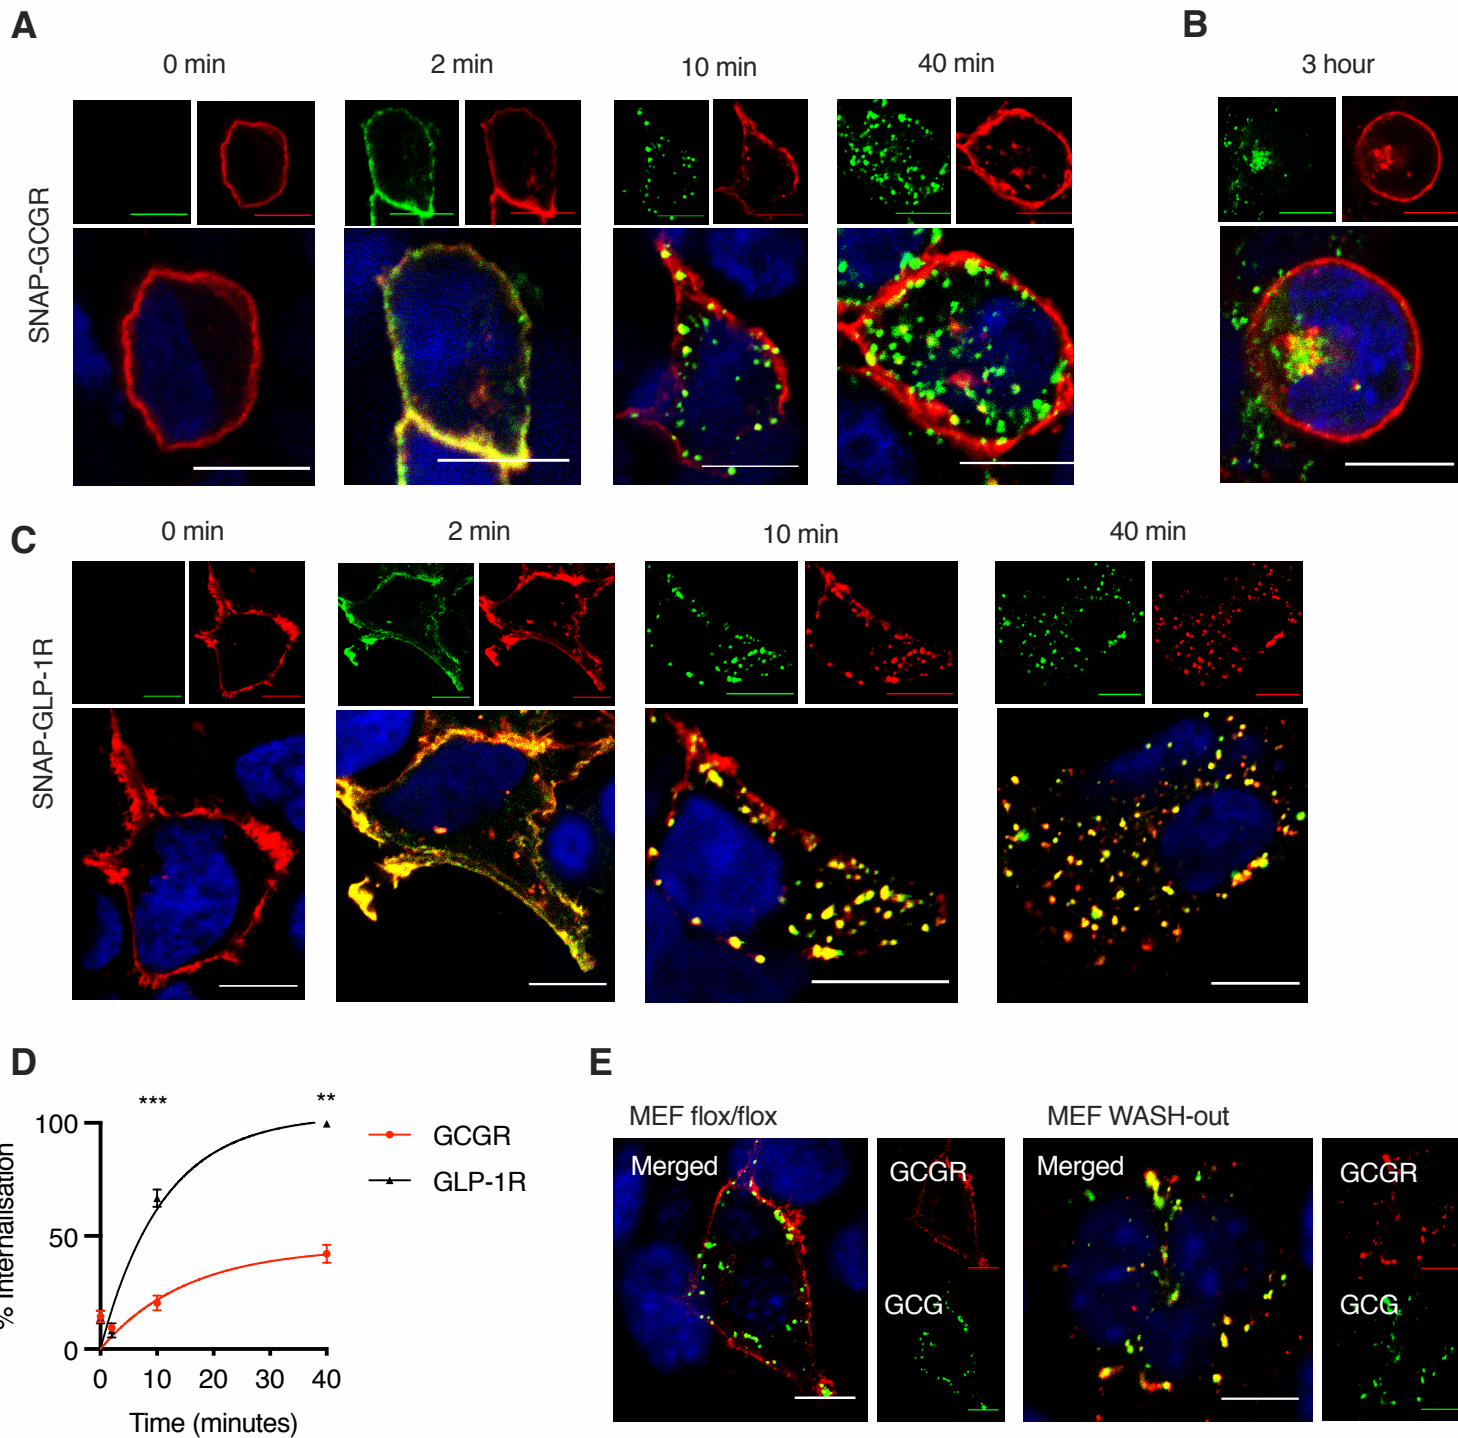 A
B
0 min
2 min
10 min
40 min
3 hour
SNAP-GCGR
C
0 min
2 min
10 min
40 min
SNAP-GLP-1R
D
E
***
**
100
50
0
% Internalisation
0 10 20 30 40
Time (minutes)
GCGR
GLP-1R
MEF flox/flox
MEF WASH-out
Merged
GCGR
GCG
Merged
GCGR
GCG